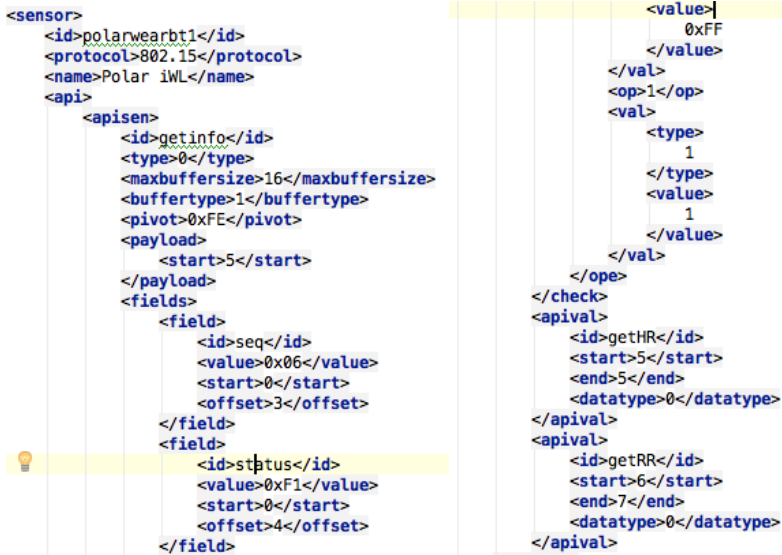 <sensor>
<id>polarwearbt1</id>
<protocol>802.15</protocol>
<name>Polar iWL</name>
<api>
<apisen>
<id>getinfo</id>
<type>0</type>
<maxbuffersize>16</maxbuffersize>
<buffertype>1</buffertype>
<pivot>0xFE</pivot>
<payload>
<start>5</start>
</payload>
<fields>
<field>
<id>seq</id>
<value>0x06</value>
<start>0</start>
<offset>3</offset>
</field>
<field>
<id>status</id>
<value>0xF1</value>
<start>0</start>
<offset>4</offset>
</field>
<value>
0xFF
</value>
</val>
<op>1</op>
<val>
<type>
1
</type>
<value>
1
</value>
</val>
</ope>
</check>
<apival>
<id>getHR</id>
<start>5</start>
<end>5</end>
<datatype>0</datatype>
</apival>
<apival>
<id>getRR</id>
<start>6</start>
<end>7</end>
<datatype>0</datatype>
</apival>